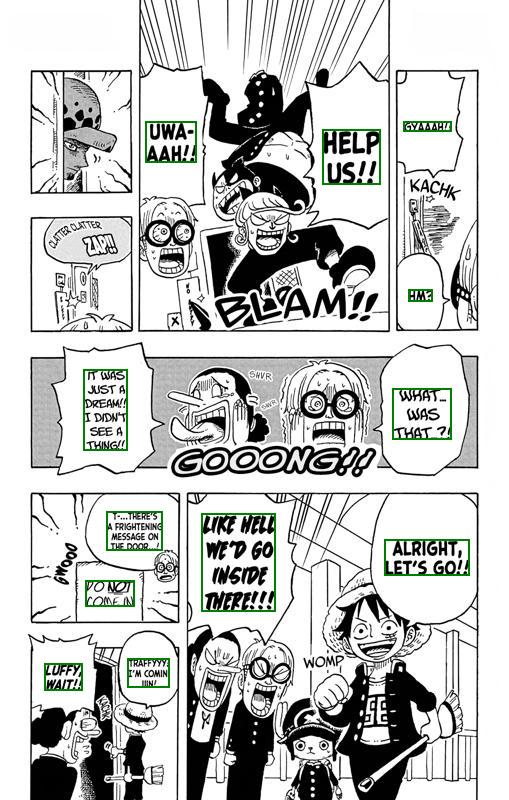 GYAAAH!!
KACHK
HM?
HELP
US!!
UWA-
AAH!!
BLAM!!
CLATTER CLATTER
ZAP!!
WHAT...
WAS
THAT..?!
SHVR
SHVR
GOOONG!!
IT WAS
JUST A
DREAM!!
I DIDN'T
SEE A
THING!!
ALRIGHT,
LET'S GO!!
WOMP
LIKE HELL
WE'D GO
INSIDE
THERE!!!
T-...THERE'S
A FRIGHTENING
MESSAGE ON
THE DOOR...!
GWOOO
DO NOT
COME IN
TRAFFYYY,
I'M COMIN
IIIN!
LUFFY,
WAIT!!